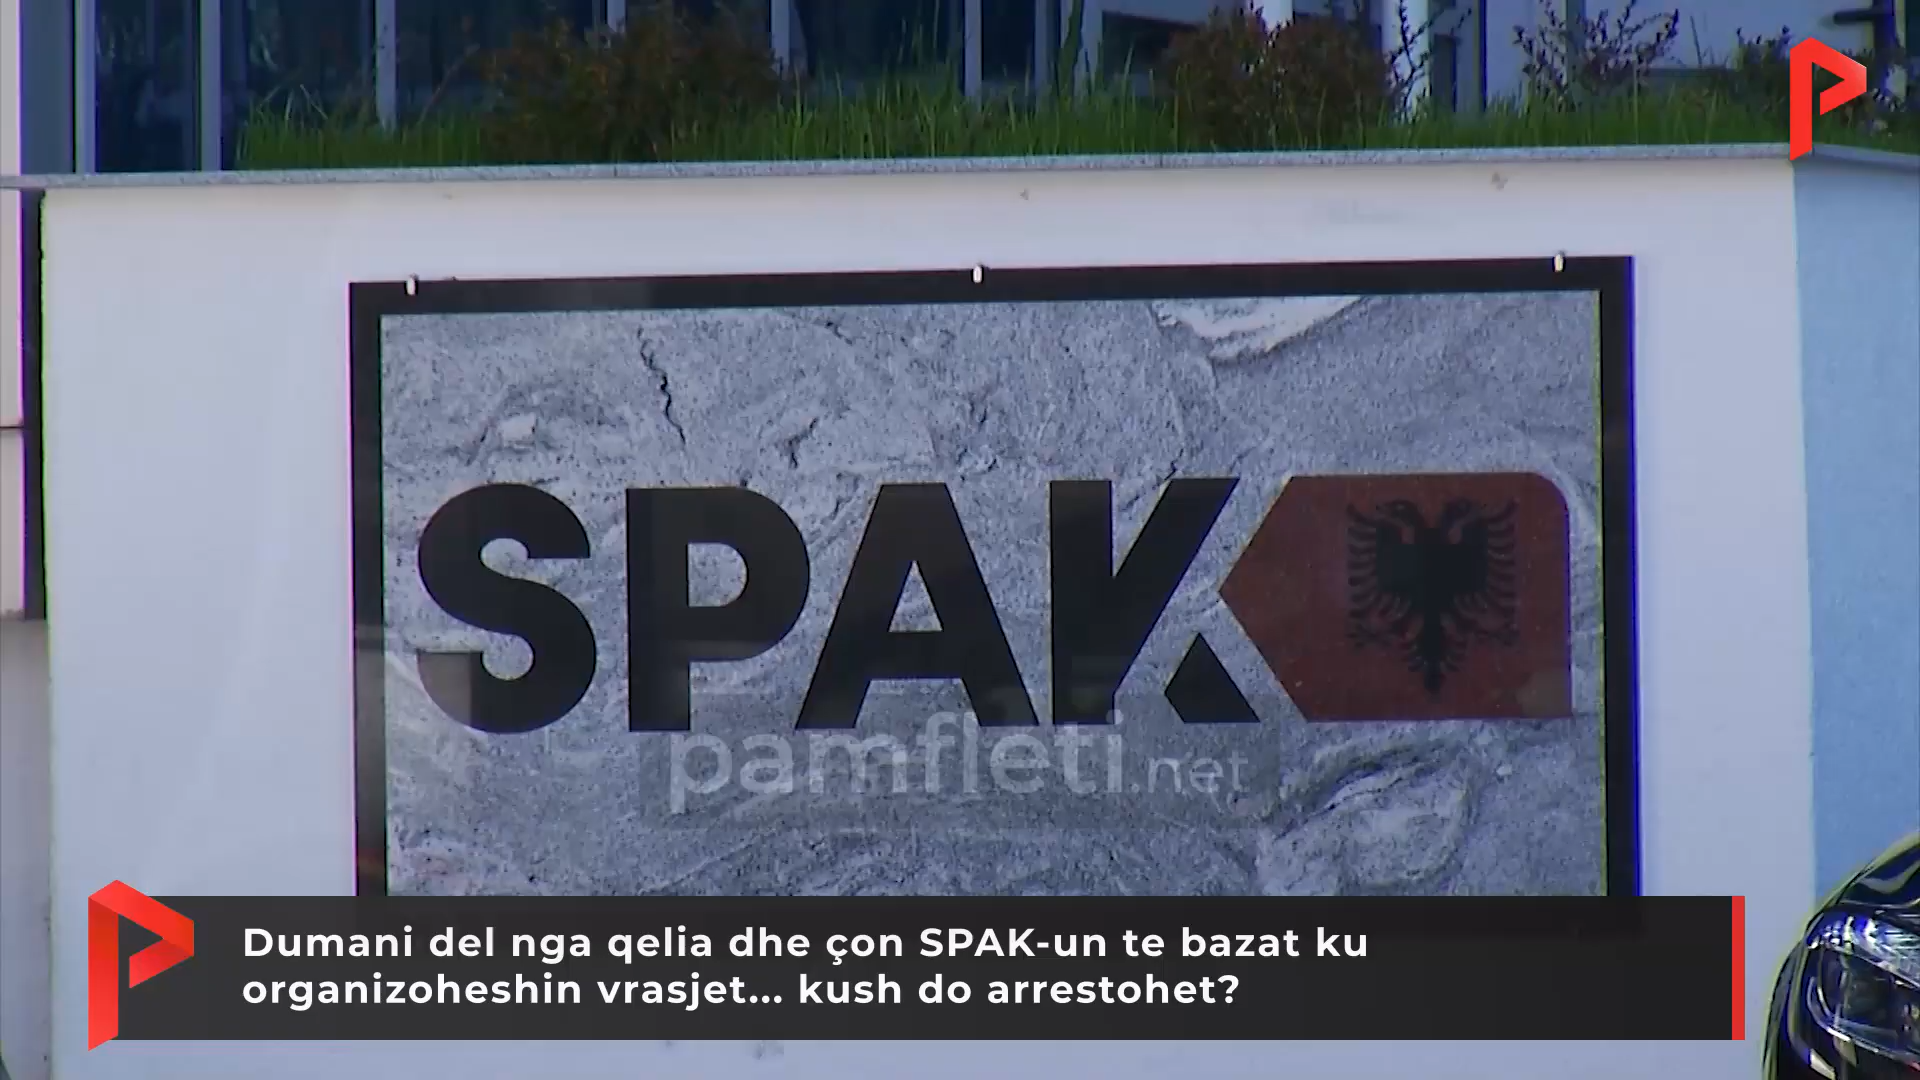 SPAK
pamfleti.net
Dumani del nga qelia dhe çon SPAK-un te bazat ku
organizoheshin vrasjet... kush do arrestohet?